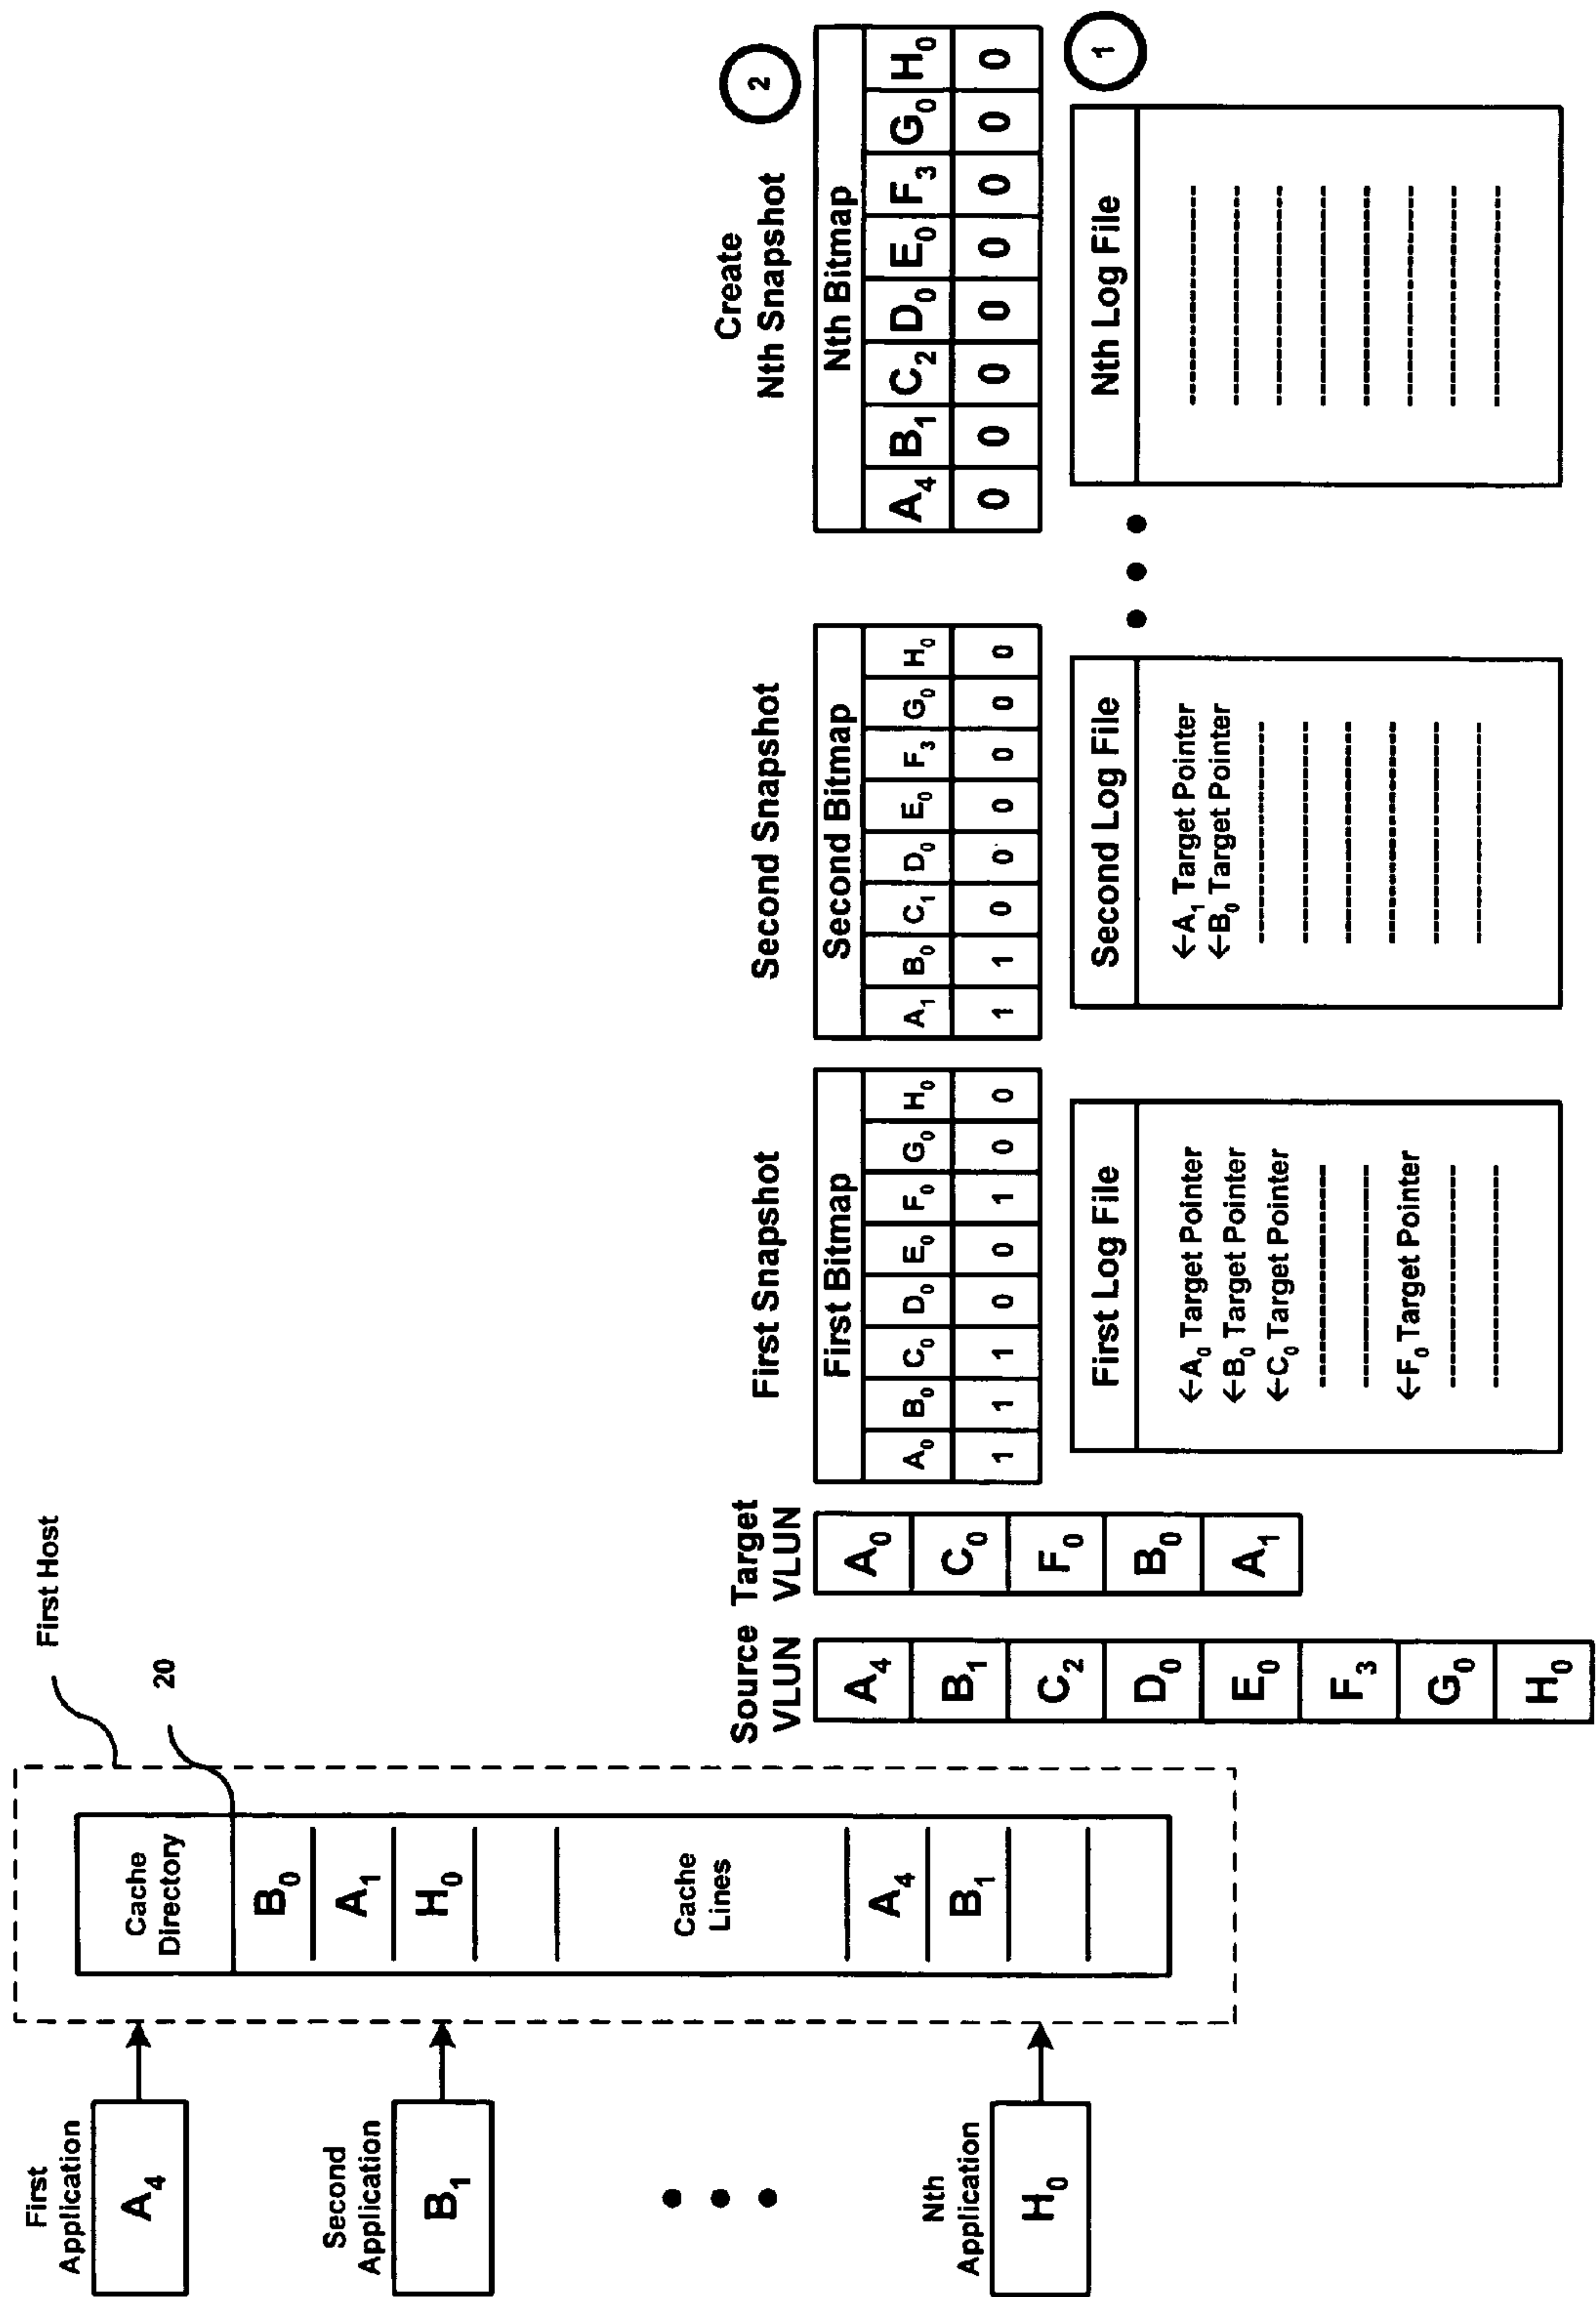 First Host
20
First
Application
A4
Second
Application
B1
Nth
Application
H0
Cache
Directory
B0
A1
H0
Cache
Lines
A4
B1
Source
VLUN
A4
B1
C2
D0
E0
F3
G0
H0
Target
VLUN
A0
C0
F0
B0
A1
First Snapshot
First Bitmap
A0 B0 C0 D0 E0 F0 G0 H0
1 1 1 0 0 1 0 0
First Log File
←A0 Target Pointer
←B0 Target Pointer
←C0 Target Pointer
←F0 Target Pointer
Second Snapshot
Second Bitmap
A1 B0 C1 D0 E0 F3 G0 H0
1 1 0 0 0 0 0 0
Second Log File
←A1 Target Pointer
←B0 Target Pointer
Create
Nth Snapshot
2
Nth Bitmap
A4 B1 C2 D0 E0 F3 G0 H0
0 0 0 0 0 0 0 0
1
Nth Log File